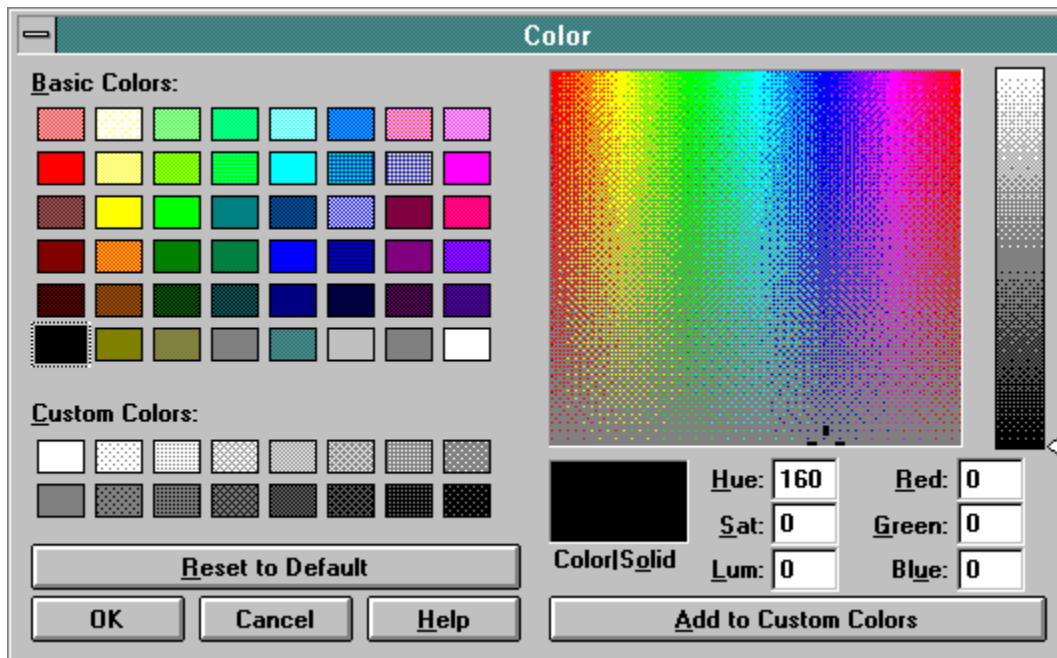 Color
Basic Colors:
Custom Colors:
Reset to Default
OK Cancel Help
Color|Solid
Hue: 160 Red: 0
Sat: 0 Green: 0
Lum: 0 Blue: 0
Add to Custom Colors